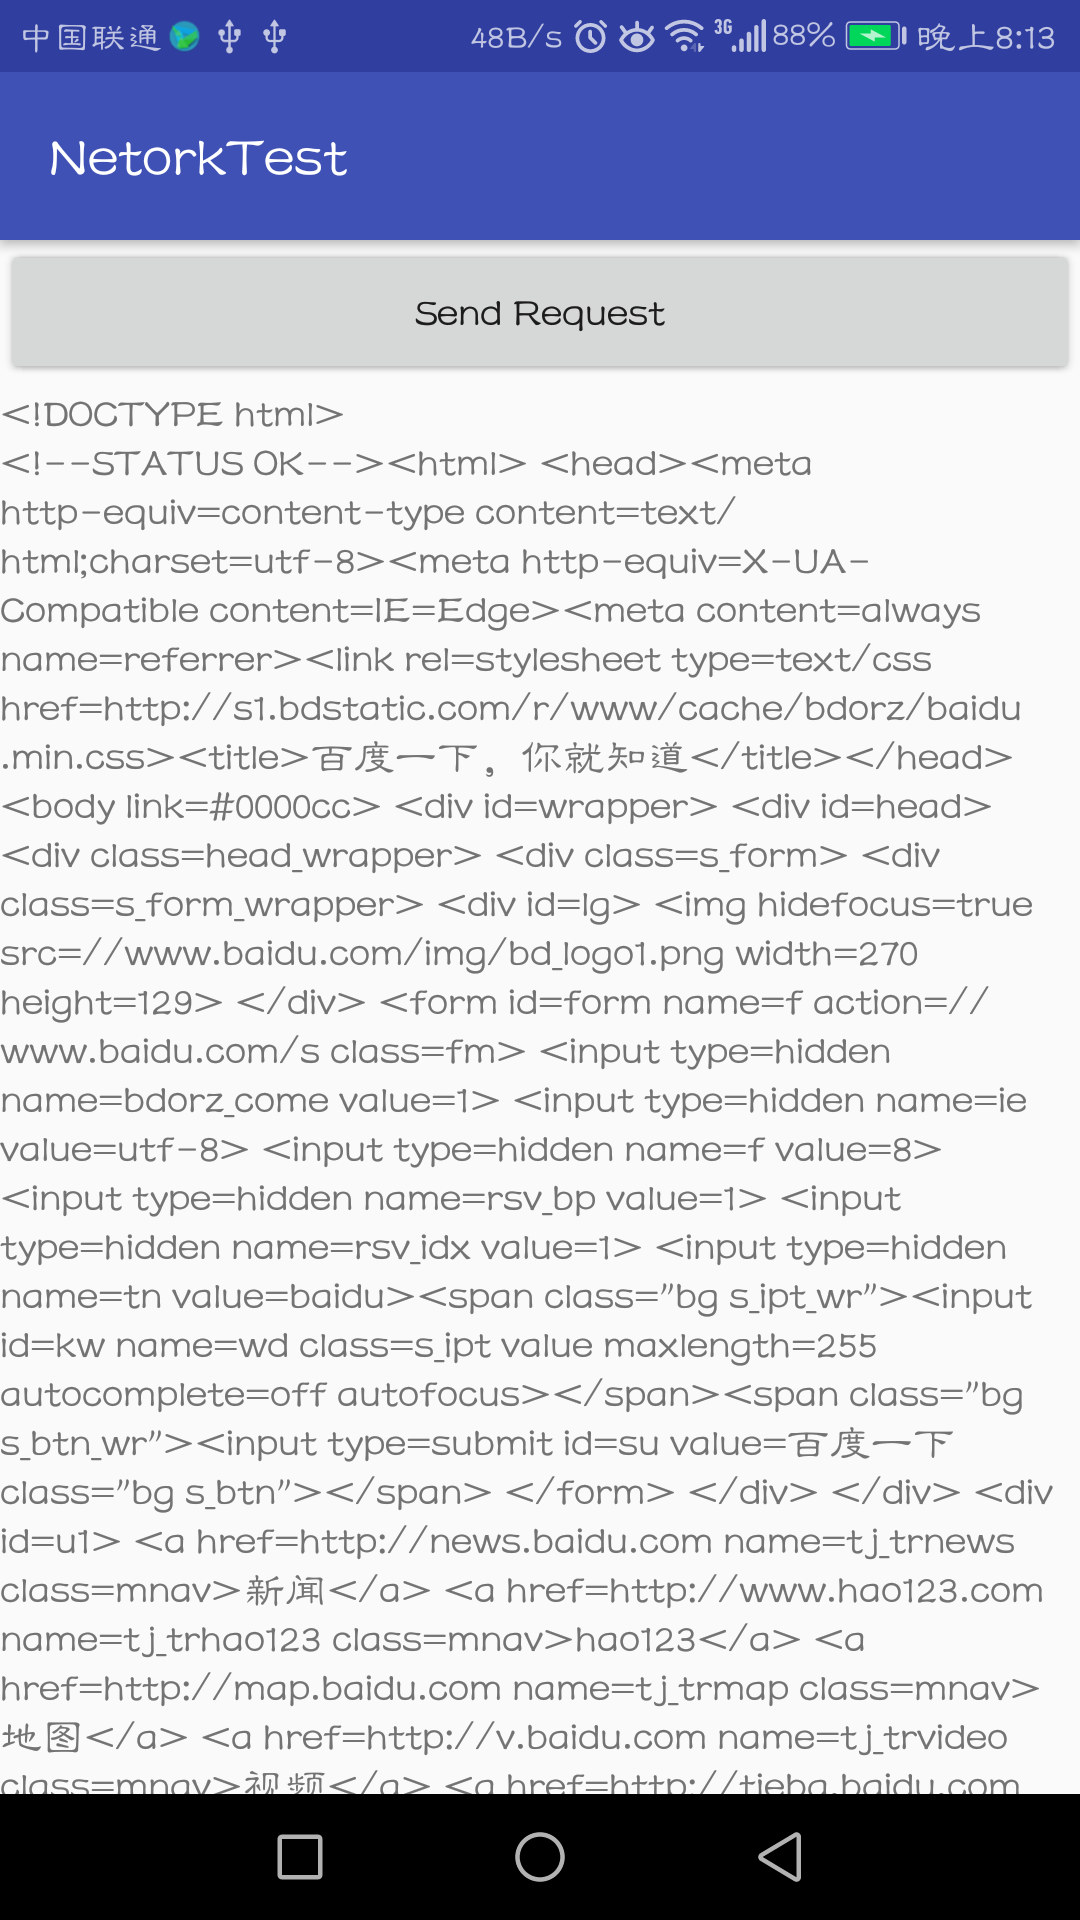 中国联通 48B/s 3G 88% 晚上8:13
NetorkTest
Send Request
<!DOCTYPE html>
<!--STATUS OK--><html> <head><meta
http-equiv=content-type content=text/
html;charset=utf-8><meta http-equiv=X-UA-
Compatible content=IE=Edge><meta content=always
name=referrer><link rel=stylesheet type=text/css
href=http://s1.bdstatic.com/r/www/cache/bdorz/baidu
.min.css><title>百度一下，你就知道</title></head>
<body link=#0000cc> <div id=wrapper> <div id=head>
<div class=head_wrapper> <div class=s_form> <div
class=s_form_wrapper> <div id=lg> <img hidefocus=true
src=//www.baidu.com/img/bd_logo1.png width=270
height=129> </div> <form id=form name=f action=//
www.baidu.com/s class=fm> <input type=hidden
name=bdorz_come value=1> <input type=hidden name=ie
value=utf-8> <input type=hidden name=f value=8>
<input type=hidden name=rsv_bp value=1> <input
type=hidden name=rsv_idx value=1> <input type=hidden
name=tn value=baidu><span class="bg s_ipt_wr"><input
id=kw name=wd class=s_ipt value maxlength=255
autocomplete=off autofocus></span><span class="bg
s_btn_wr"><input type=submit id=su value=百度一下
class="bg s_btn"></span> </form> </div> </div> <div
id=u1> <a href=http://news.baidu.com name=tj_trnews
class=mnav>新闻</a> <a href=http://www.hao123.com
name=tj_trhao123 class=mnav>hao123</a> <a
href=http://map.baidu.com name=tj_trmap class=mnav>
地图</a> <a href=http://v.baidu.com name=tj_trvideo
class=mnav>视频</a> <a href=http://tieba.baidu.com